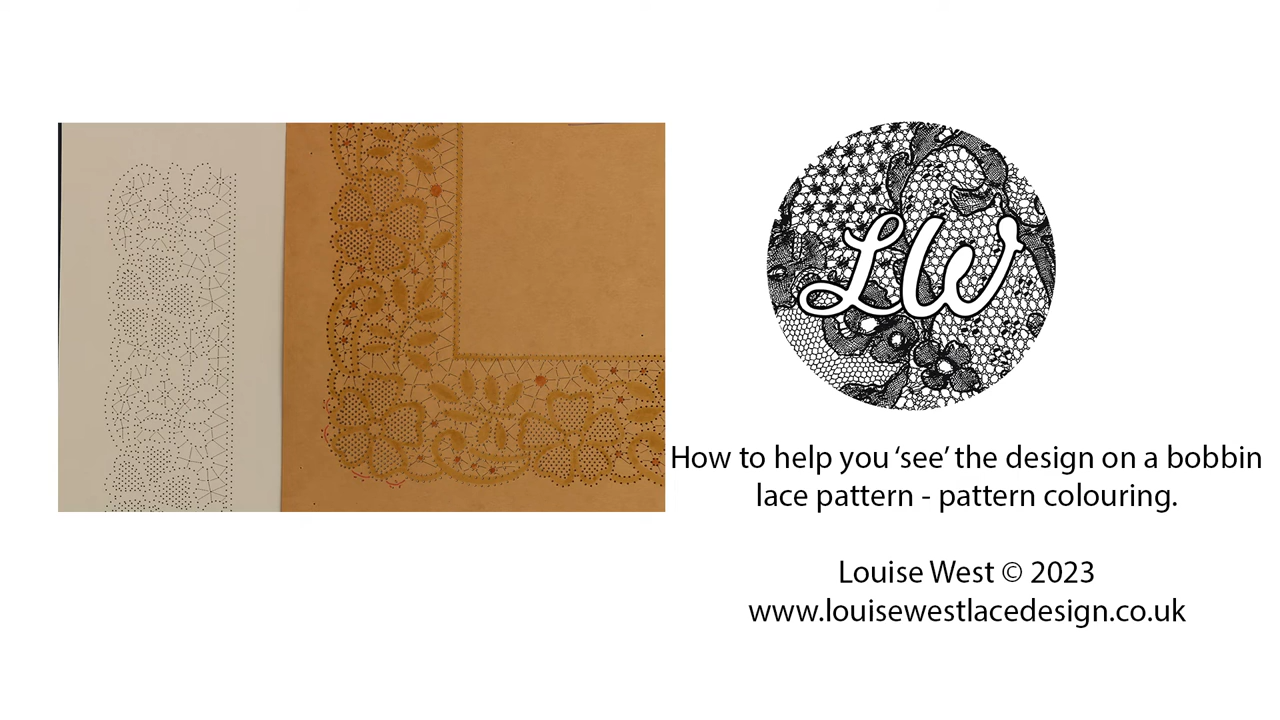 LW
How to help you ‘see’ the design on a bobbin
lace pattern - pattern colouring.
Louise West © 2023
www.louisewestlacedesign.co.uk